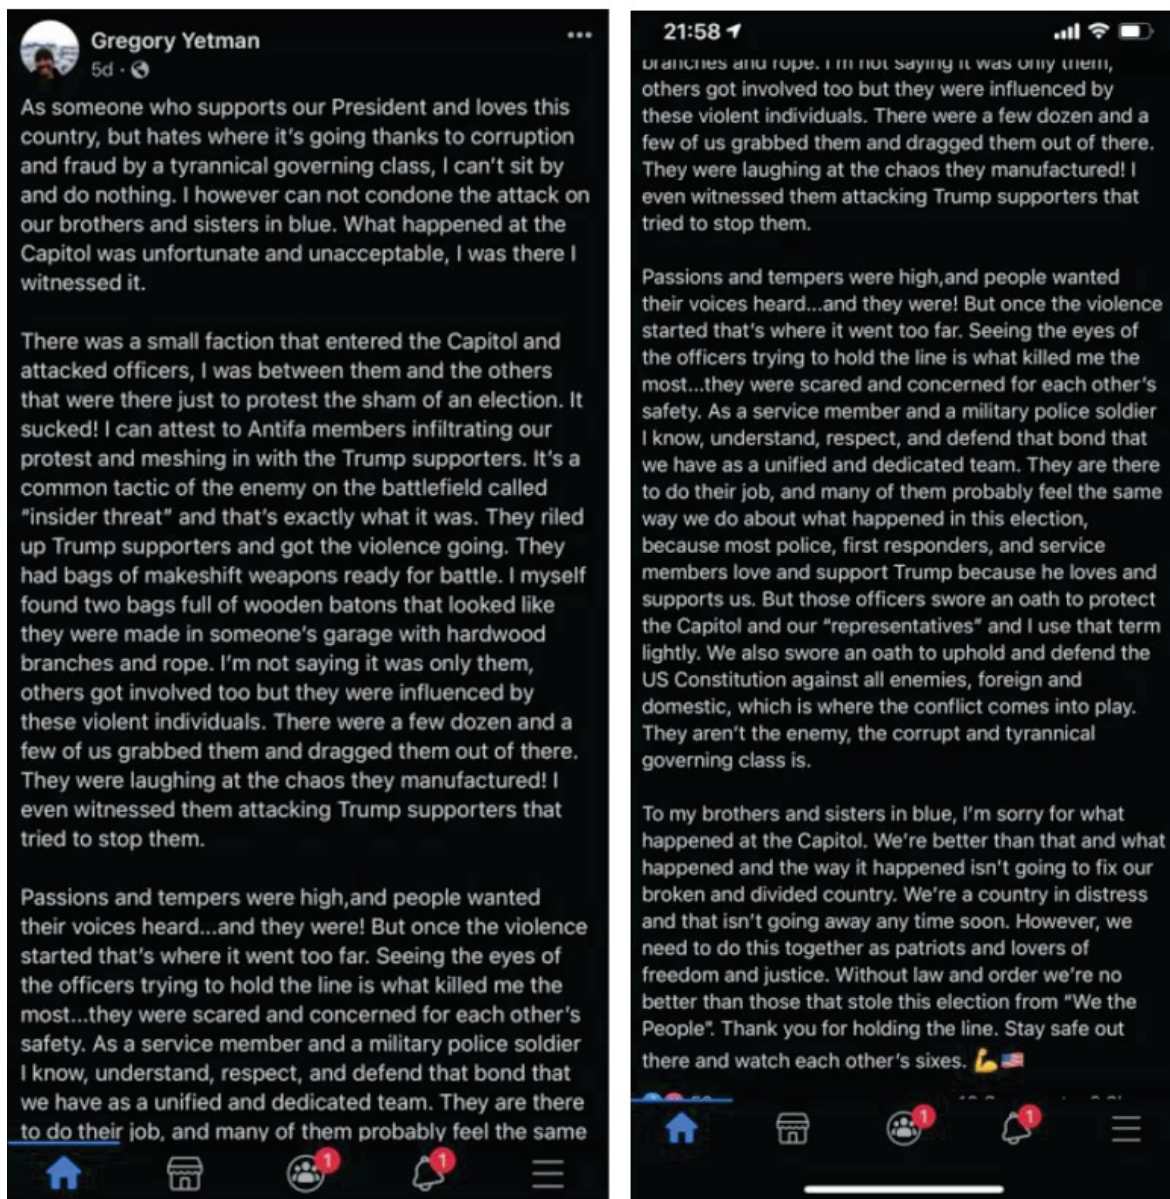 Gregory Yetman
5d
As someone who supports our President and loves this
country, but hates where it's going thanks to corruption
and fraud by a tyrannical governing class, I can't sit by
and do nothing. I however can not condone the attack on
our brothers and sisters in blue. What happened at the
Capitol was unfortunate and unacceptable, I was there I
witnessed it.
There was a small faction that entered the Capitol and
attacked officers, I was between them and the others
that were there just to protest the sham of an election. It
sucked! I can attest to Antifa members infiltrating our
protest and meshing in with the Trump supporters. It's a
common tactic of the enemy on the battlefield called
"insider threat" and that's exactly what it was. They riled
up Trump supporters and got the violence going. They
had bags of makeshift weapons ready for battle. I myself
found two bags full of wooden batons that looked like
they were made in someone's garage with hardwood
branches and rope. I'm not saying it was only them,
others got involved too but they were influenced by
these violent individuals. There were a few dozen and a
few of us grabbed them and dragged them out of there.
They were laughing at the chaos they manufactured! I
even witnessed them attacking Trump supporters that
tried to stop them.
Passions and tempers were high,and people wanted
their voices heard...and they were! But once the violence
started that's where it went too far. Seeing the eyes of
the officers trying to hold the line is what killed me the
most...they were scared and concerned for each other's
safety. As a service member and a military police soldier
I know, understand, respect, and defend that bond that
we have as a unified and dedicated team. They are there
to do their job, and many of them probably feel the same
1
1
21:58
branches and rope. I'm not saying it was only them,
others got involved too but they were influenced by
these violent individuals. There were a few dozen and a
few of us grabbed them and dragged them out of there.
They were laughing at the chaos they manufactured! I
even witnessed them attacking Trump supporters that
tried to stop them.
Passions and tempers were high,and people wanted
their voices heard...and they were! But once the violence
started that's where it went too far. Seeing the eyes of
the officers trying to hold the line is what killed me the
most...they were scared and concerned for each other's
safety. As a service member and a military police soldier
I know, understand, respect, and defend that bond that
we have as a unified and dedicated team. They are there
to do their job, and many of them probably feel the same
way we do about what happened in this election,
because most police, first responders, and service
members love and support Trump because he loves and
supports us. But those officers swore an oath to protect
the Capitol and our "representatives" and I use that term
lightly. We also swore an oath to uphold and defend the
US Constitution against all enemies, foreign and
domestic, which is where the conflict comes into play.
They aren't the enemy, the corrupt and tyrannical
governing class is.
To my brothers and sisters in blue, I'm sorry for what
happened at the Capitol. We're better than that and what
happened and the way it happened isn't going to fix our
broken and divided country. We're a country in distress
and that isn't going away any time soon. However, we
need to do this together as patriots and lovers of
freedom and justice. Without law and order we're no
better than those that stole this election from "We the
People". Thank you for holding the line. Stay safe out
there and watch each other's sixes. 💪🇺🇸
1
1